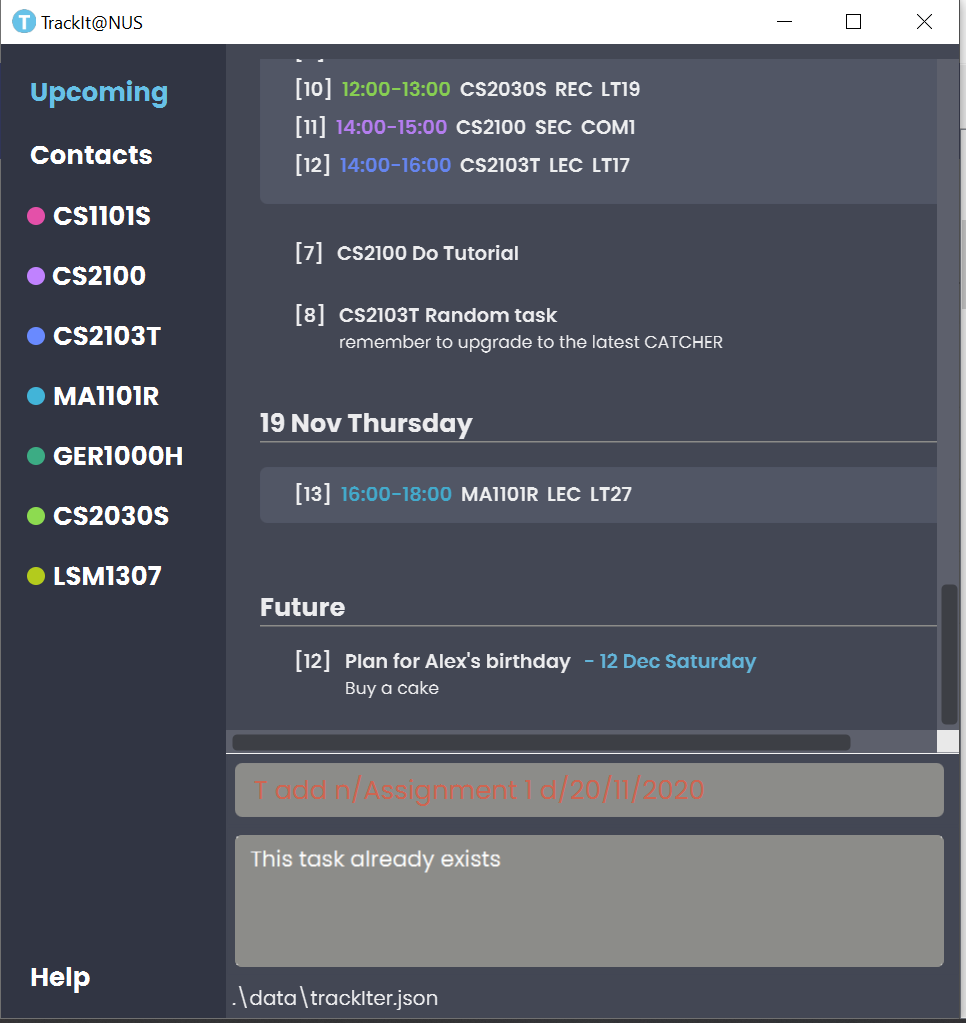 TrackIt@NUS
Upcoming
Contacts
CS1101S
CS2100
CS2103T
MA1101R
GER1000H
CS2030S
LSM1307
Help
[10] 12:00-13:00 CS2030S REC LT19
[11] 14:00-15:00 CS2100 SEC COM1
[12] 14:00-16:00 CS2103T LEC LT17
[7] CS2100 Do Tutorial
[8] CS2103T Random task
remember to upgrade to the latest CATCHER
19 Nov Thursday
[13] 16:00-18:00 MA1101R LEC LT27
Future
[12] Plan for Alex's birthday - 12 Dec Saturday
Buy a cake
T add n/Assignment 1 d/20/11/2020
This task already exists
.\data\trackIter.json